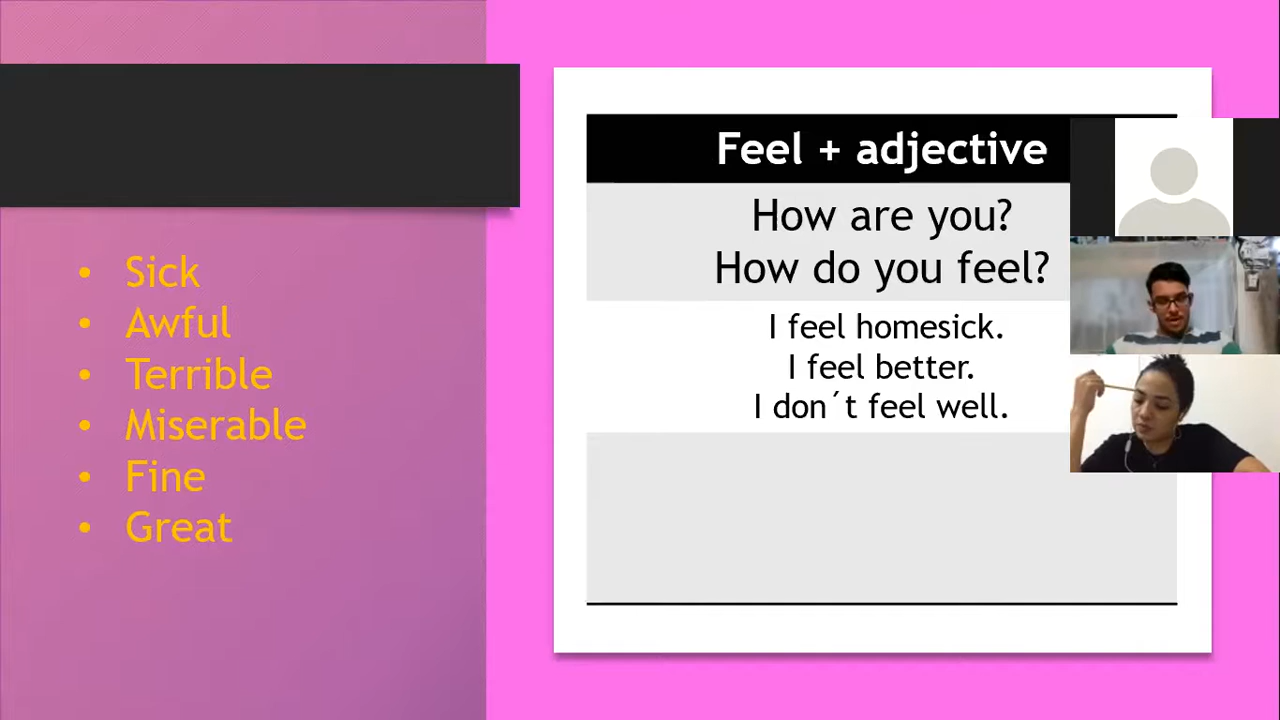 Sick
Awful
Terrible
Miserable
Fine
Great
Feel + adjective
How are you?
How do you feel?
I feel homesick.
I feel better.
I don´t feel well.